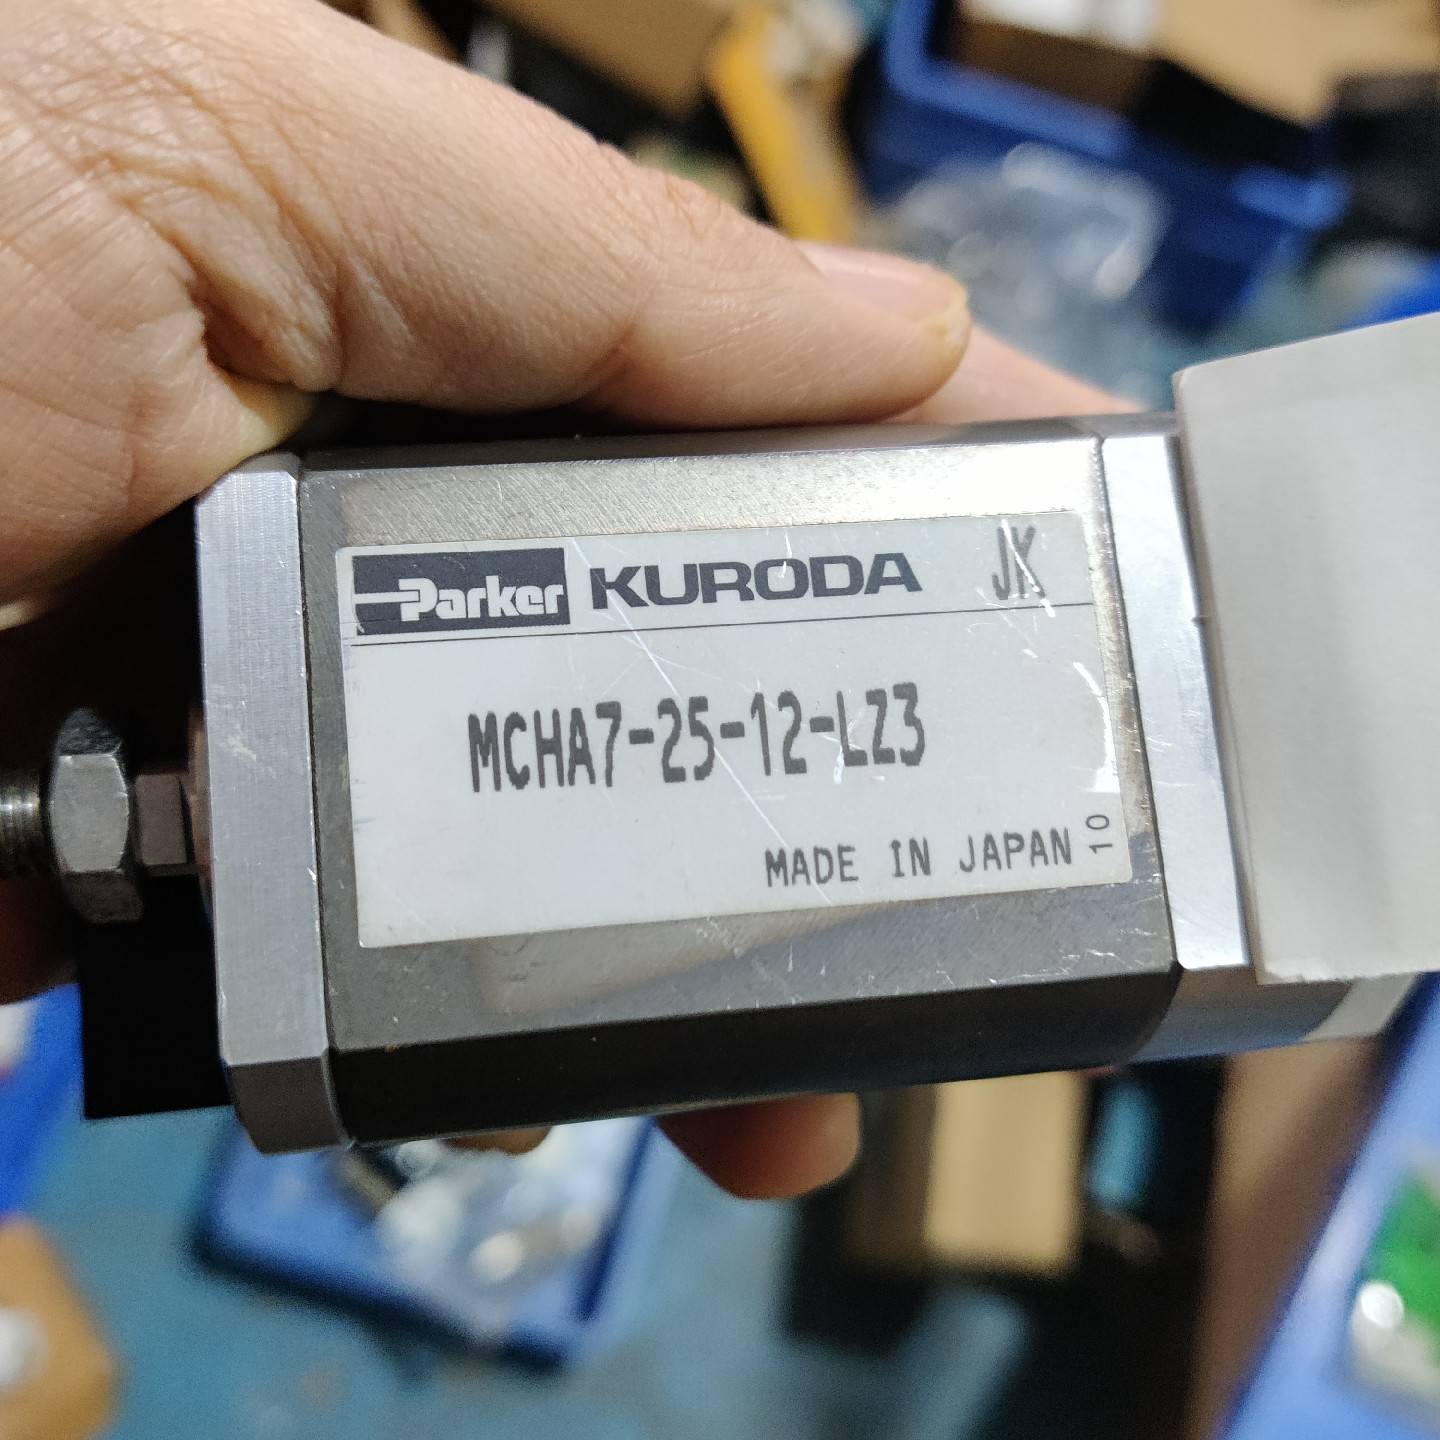 Parker KURODA JK
MCHA7-25-12-LZ3
MADE IN JAPAN 10